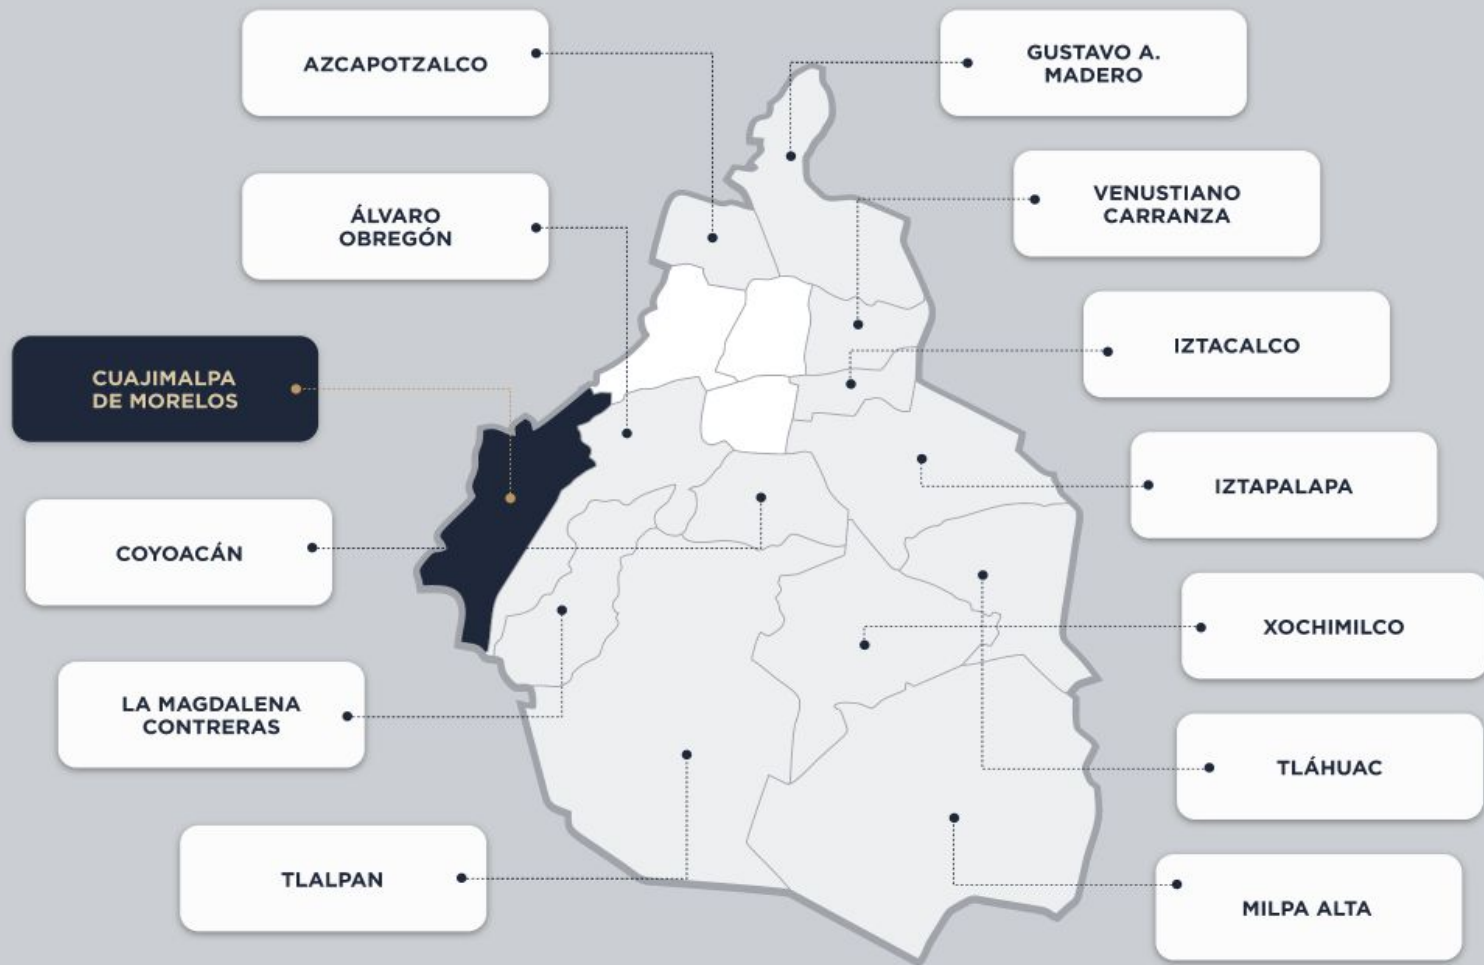 AZCAPOTZALCO
GUSTAVO A.
MADERO
ÁLVARO
OBREGÓN
VENUSTIANO
CARRANZA
CUAJIMALPA
DE MORELOS
IZTACALCO
COYOACÁN
IZTAPALAPA
LA MAGDALENA
CONTRERAS
XOCHIMILCO
TLÁHUAC
TLALPAN
MILPA ALTA